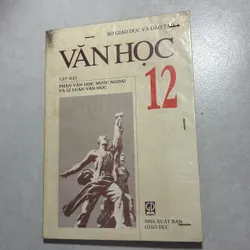 BỘ GIÁO DỤC VÀ ĐÀO TẠO
VĂN HỌC
12
TẬP HAI
PHẦN VĂN HỌC NƯỚC NGOÀI
VÀ LÍ LUẬN VĂN HỌC
NHÀ XUẤT BẢN
GIÁO DỤC